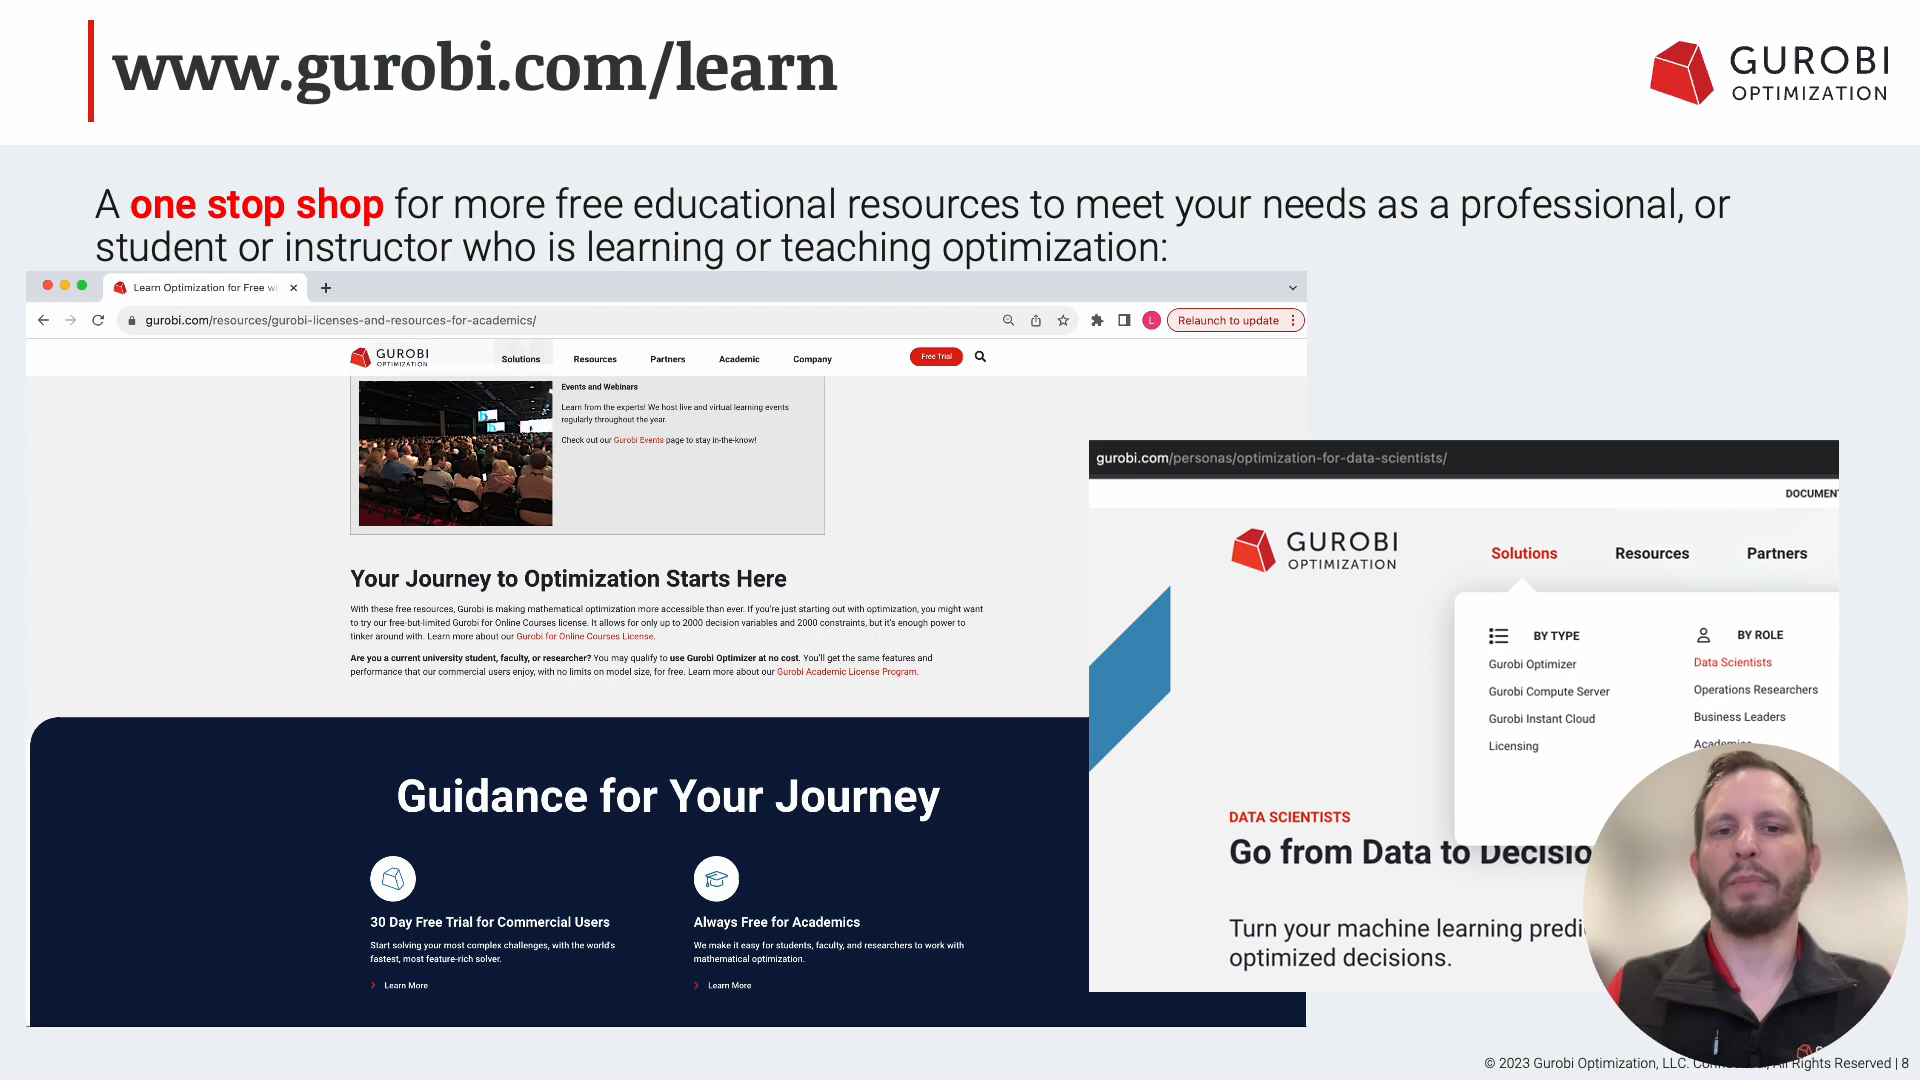 www.gurobi.com/learn
GUROBI
OPTIMIZATION
A one stop shop for more free educational resources to meet your needs as a professional, or
student or instructor who is learning or teaching optimization:
Learn Optimization for Free wi
gurobi.com/resources/gurobi-licenses-and-resources-for-academics/
L
Relaunch to update
GUROBI
OPTIMIZATION
Solutions
Resources
Partners
Academic
Company
Free Trial
Events and Webinars
Learn from the experts! We host live and virtual learning events
regularly throughout the year.
Check out our Gurobi Events page to stay in-the-know!
Your Journey to Optimization Starts Here
With these free resources, Gurobi is making mathematical optimization more accessible than ever. If you're just starting out with optimization, you might want
to try our free-but-limited Gurobi for Online Courses license. It allows for only up to 2000 decision variables and 2000 constraints, but it's enough power to
tinker around with. Learn more about our Gurobi for Online Courses License.
Are you a current university student, faculty, or researcher? You may qualify to use Gurobi Optimizer at no cost. You'll get the same features and
performance that our commercial users enjoy, with no limits on model size, for free. Learn more about our Gurobi Academic License Program.
Guidance for Your Journey
30 Day Free Trial for Commercial Users
Start solving your most complex challenges, with the world's
fastest, most feature-rich solver.
Learn More
Always Free for Academics
We make it easy for students, faculty, and researchers to work with
mathematical optimization.
Learn More
gurobi.com/personas/optimization-for-data-scientists/
DOCUMEN
GUROBI
OPTIMIZATION
Solutions
Resources
Partners
BY TYPE
Gurobi Optimizer
Gurobi Compute Server
Gurobi Instant Cloud
Licensing
BY ROLE
Data Scientists
Operations Researchers
Business Leaders
Academics
DATA SCIENTISTS
Go from Data to Decisio
Turn your machine learning predi
optimized decisions.
© 2023 Gurobi Optimization, LLC. All Rights Reserved | 8